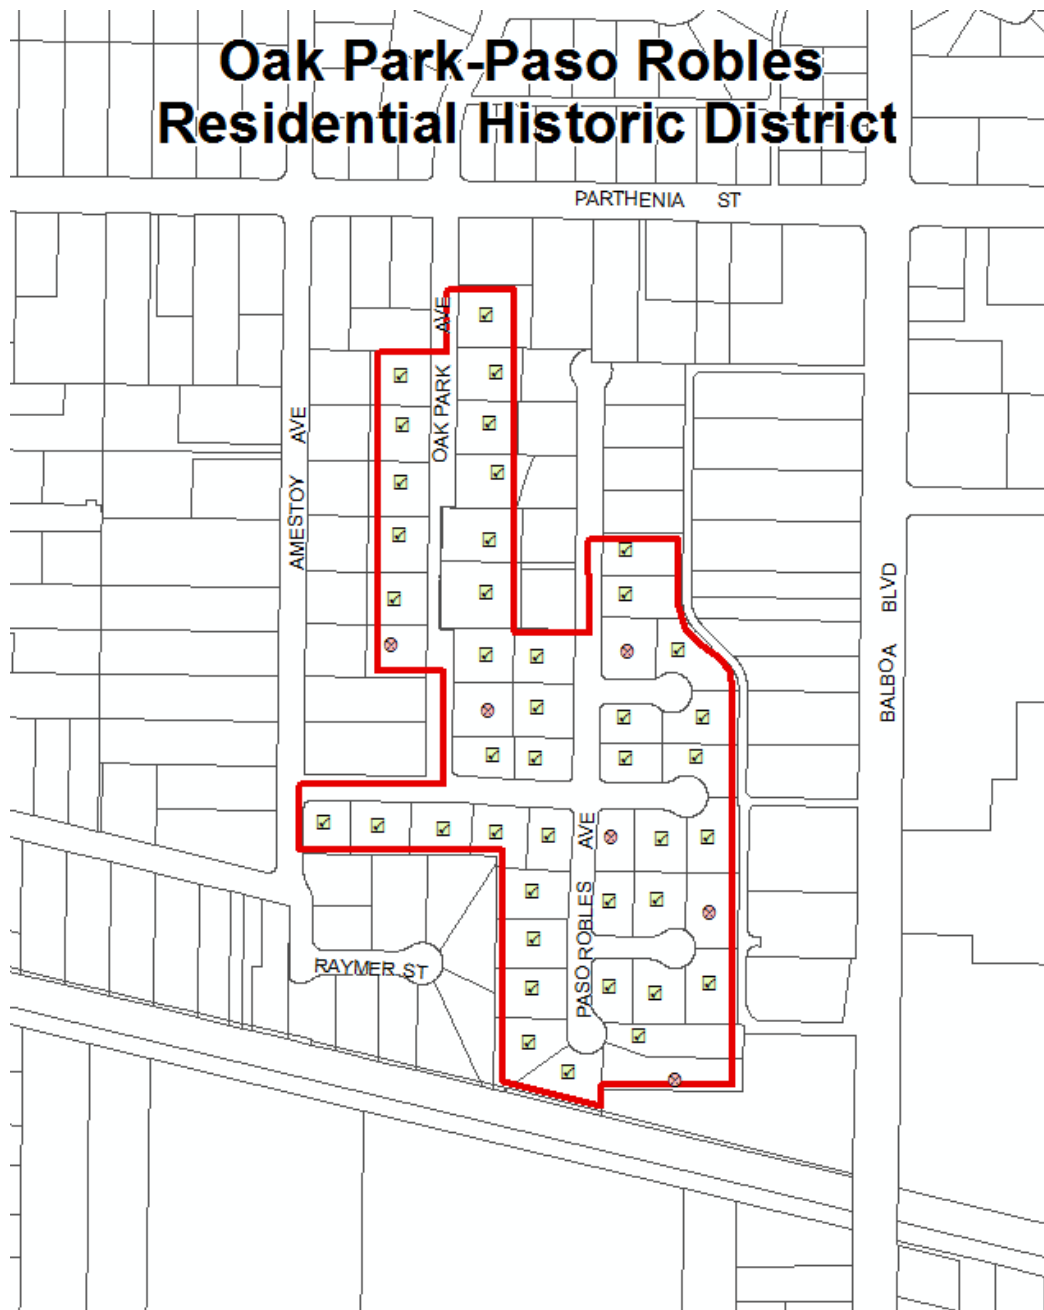 Oak Park-Paso Robles
Residential Historic District
PARTHENIA ST
OAK PARK AVE
AMESTOY AVE
BALBOA BLVD
PASO ROBLES AVE
RAYMER ST